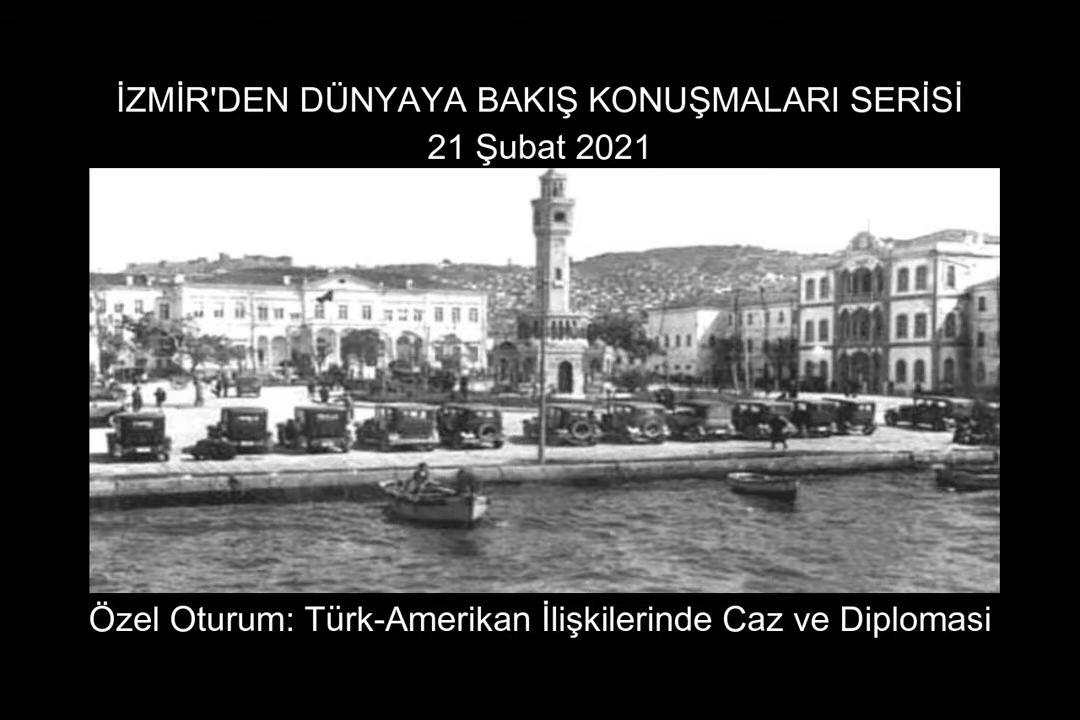 İZMİR'DEN DÜNYAYA BAKIŞ KONUŞMALARI SERİSİ
21 Şubat 2021
Özel Oturum: Türk-Amerikan İlişkilerinde Caz ve Diplomasi